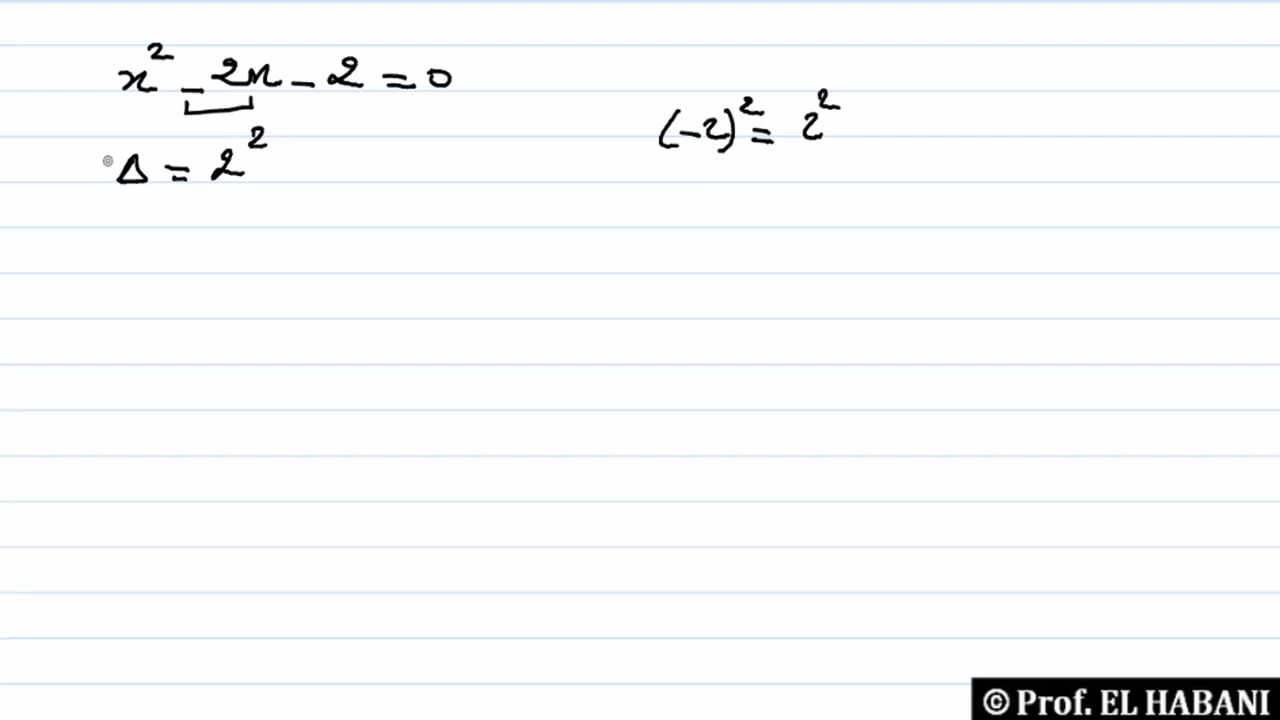 x² - 2x - 2 = 0
(-2)² = 2²
Δ = 2²
© Prof. EL HABANI